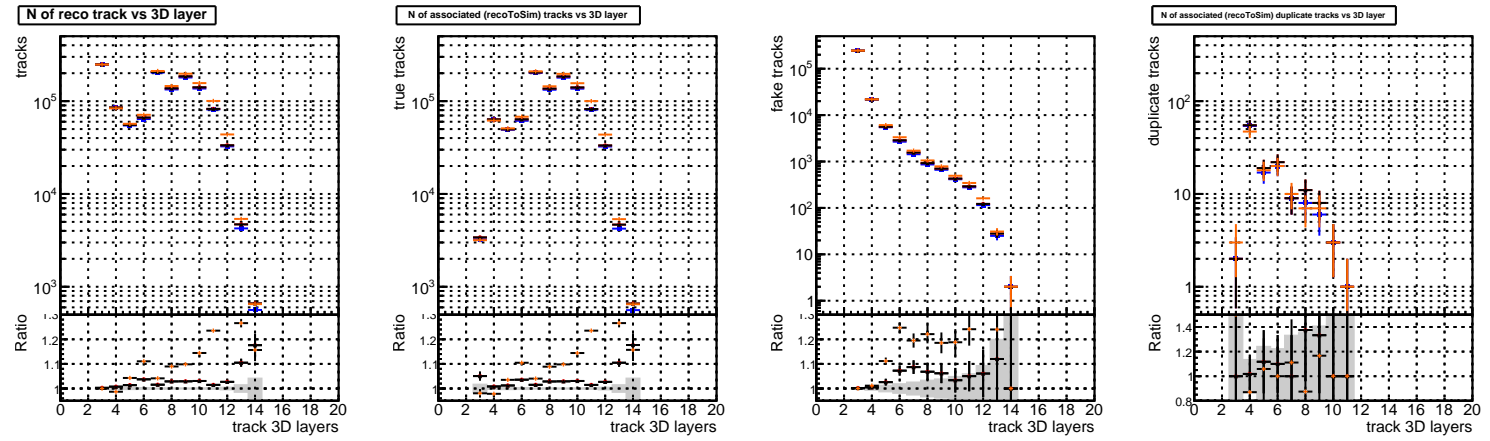 N of reco track vs 3D layer
tracks
10^5
10^4
10^3
Ratio
1.3
1.2
1.1
1
0 2 4 6 8 10 12 14 16 18 20
track 3D layers
N of associated (recoToSim) tracks vs 3D layer
true tracks
10^5
10^4
10^3
Ratio
1.3
1.2
1.1
1
0 2 4 6 8 10 12 14 16 18 20
track 3D layers
fake tracks
10^5
10^4
10^3
10^2
10
1
Ratio
1.3
1.2
1.1
1
0 2 4 6 8 10 12 14 16 18 20
track 3D layers
N of associated (recoToSim) duplicate tracks vs 3D layer
duplicate tracks
10^2
10
1
Ratio
1.4
1.2
1
0.8
0 2 4 6 8 10 12 14 16 18 20
track 3D layers